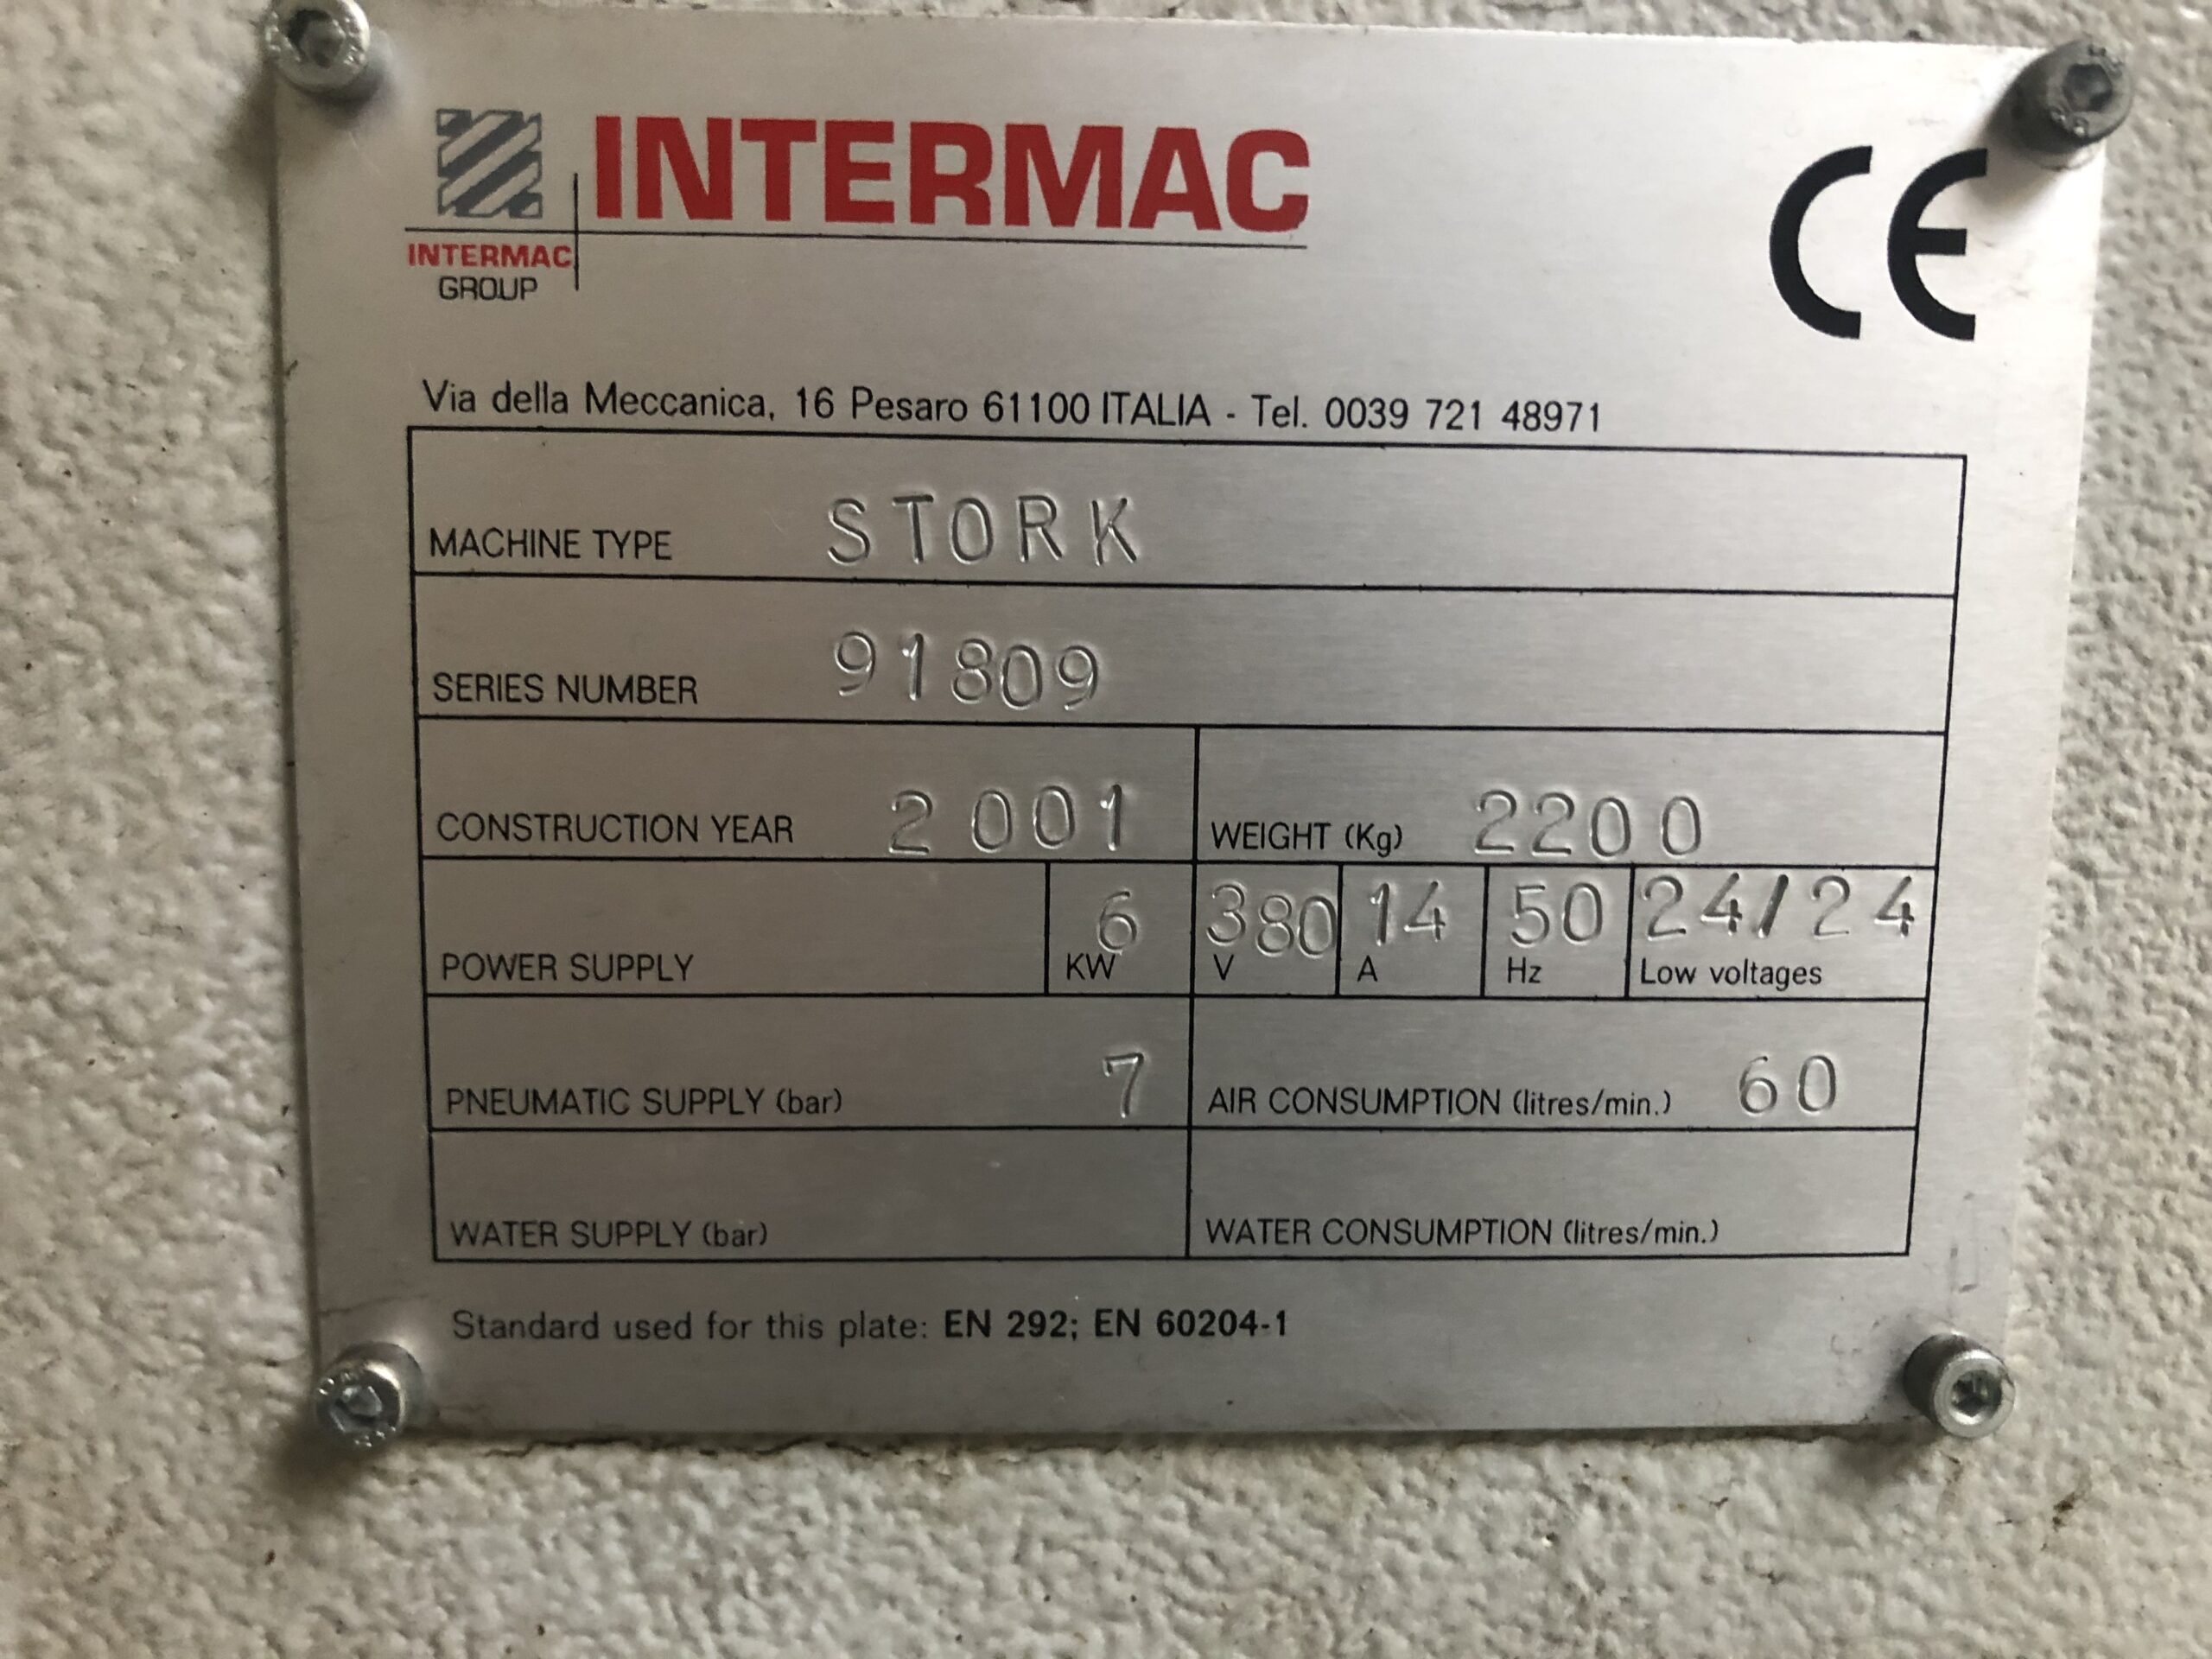 INTERMAC
INTERMAC
GROUP
CE
Via della Meccanica, 16 Pesaro 61100 ITALIA - Tel. 0039 721 48971
MACHINE TYPE STORK
SERIES NUMBER 91809
CONSTRUCTION YEAR 2001 WEIGHT (Kg) 2200
POWER SUPPLY 6 KW 380 V 14 A 50 Hz 24/24 Low voltages
PNEUMATIC SUPPLY (bar) 7 AIR CONSUMPTION (litres/min.) 60
WATER SUPPLY (bar) WATER CONSUMPTION (litres/min.)
Standard used for this plate: EN 292; EN 60204-1